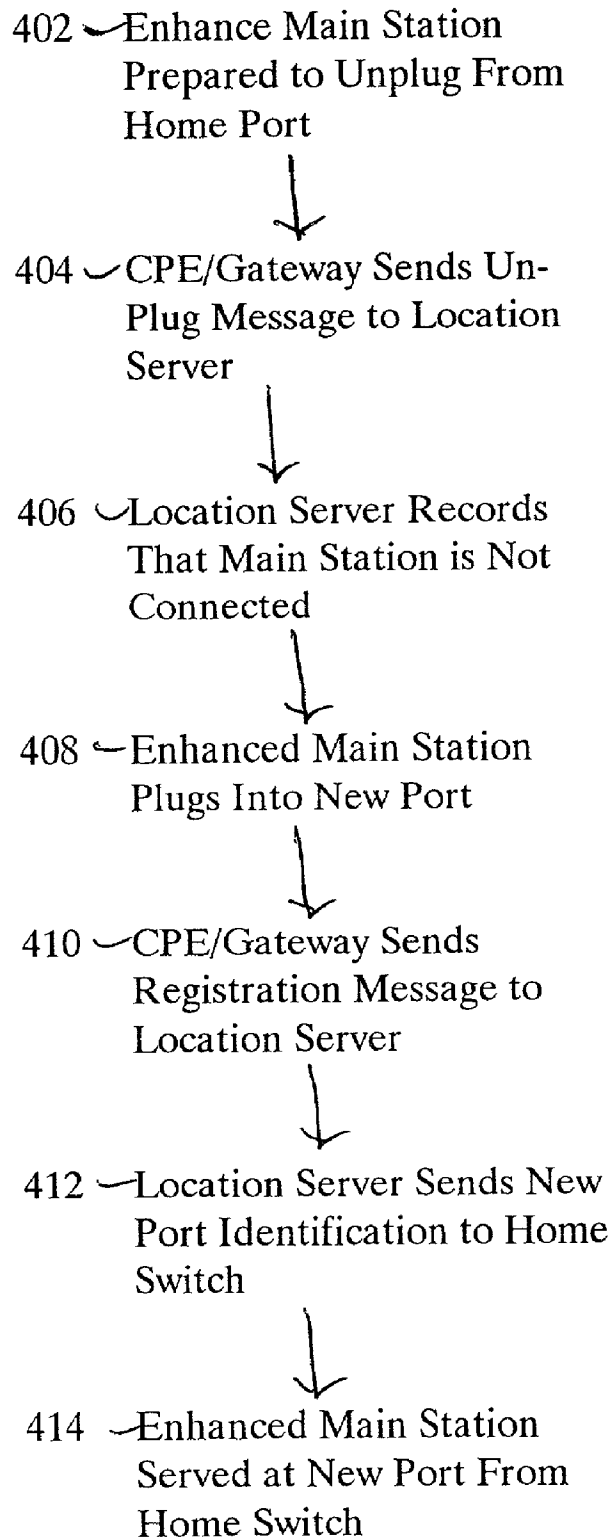 402 Enhance Main Station
Prepared to Unplug From
Home Port
404 CPE/Gateway Sends Un-
Plug Message to Location
Server
406 Location Server Records
That Main Station is Not
Connected
408 Enhanced Main Station
Plugs Into New Port
410 CPE/Gateway Sends
Registration Message to
Location Server
412 Location Server Sends New
Port Identification to Home
Switch
414 Enhanced Main Station
Served at New Port From
Home Switch